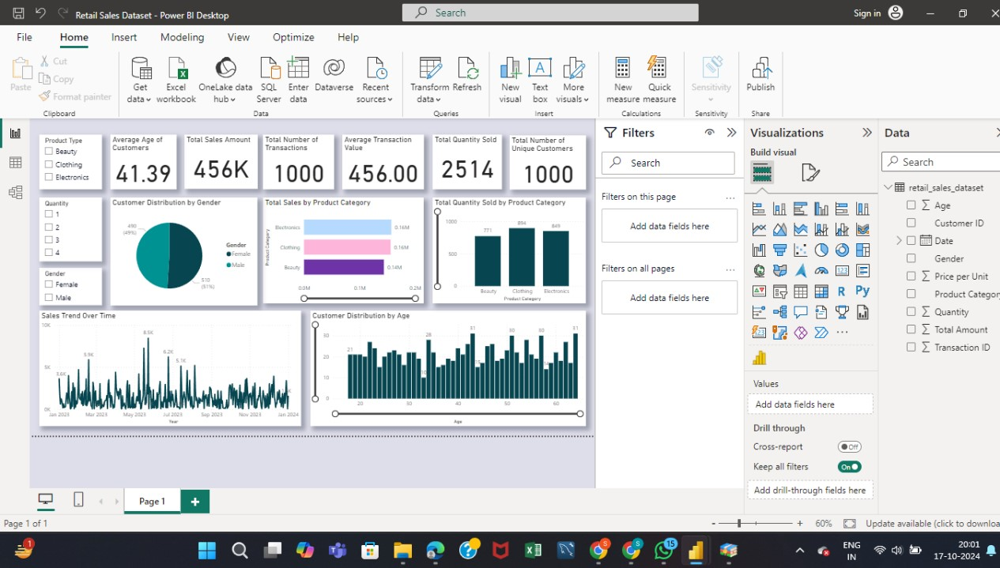 Retail Sales Dataset - Power BI Desktop
Search
Sign in
File Home Insert Modeling View Optimize Help
Paste
Cut
Copy
Format painter
Get data
Excel workbook
OneLake data hub
SQL Server
Enter data
Dataverse
Recent sources
Transform data
Refresh
New visual
Text box
More visuals
New measure
Quick measure
Sensitivity
Publish
Clipboard Data Queries Insert Calculations Sensitivity Share
Product Type
Beauty
Clothing
Electronics
Average Age of
Customers
41.39
Total Sales Amount
456K
Total Number of
Transactions
1000
Average Transaction
Value
456.00
Total Quantity Sold
2514
Total Number of
Unique Customers
1000
Quantity
1
2
3
4
Gender
Female
Male
Customer Distribution by Gender
490
(49%)
510
(51%)
Gender
Female
Male
Total Sales by Product Category
Product Category
Electronics 0.16M
Clothing 0.16M
Beauty 0.14M
0.0M 0.1M 0.2M
Total Quantity Sold by Product Category
1000
500
0
771 894 849
Beauty Clothing Electronics
Product Category
Sales Trend Over Time
10K
5K
0K
3.6K 5.9K 8.5K 6.2K 5.1K
Jan 2023 Mar 2023 May 2023 Jul 2023 Sep 2023 Nov 2023 Jan 2024
Year
Customer Distribution by Age
30
20
10
0
21 10 28 31 30 30 31
20 30 40 50 60
Age
Filters
Search
Filters on this page
Add data fields here
Filters on all pages
Add data fields here
Visualizations
Build visual
123
R
Py
123
Values
Add data fields here
Drill through
Cross-report
Off
Keep all filters
On
Add drill-through fields here
Data
Search
retail_sales_dataset
Age
Customer ID
Date
Gender
Price per Unit
Product Categor
Quantity
Total Amount
Transaction ID
Page 1
Page 1 of 1
60%
Update available (click to downloa
1
S
S
15
ENG
IN
20:01
17-10-2024